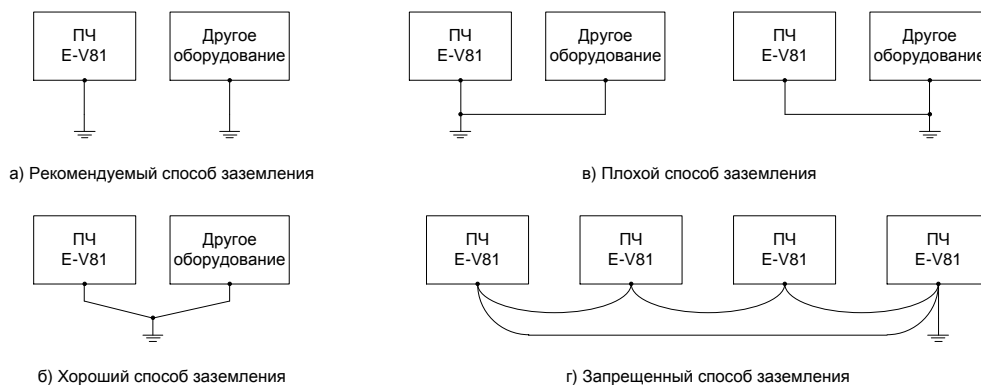 ПЧ
E-V81
Другое
оборудование
а) Рекомендуемый способ заземления
ПЧ
E-V81
Другое
оборудование
ПЧ
E-V81
Другое
оборудование
в) Плохой способ заземления
ПЧ
E-V81
Другое
оборудование
б) Хороший способ заземления
ПЧ
E-V81
ПЧ
E-V81
ПЧ
E-V81
ПЧ
E-V81
г) Запрещенный способ заземления